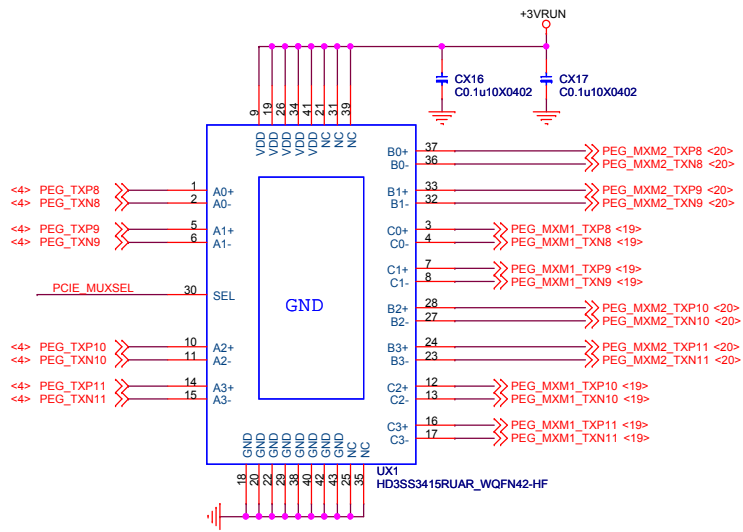 +3VRUN
CX16
C0.1u10X0402
CX17
C0.1u10X0402
9 19 26 34 41 21 31 39
VDD VDD VDD VDD VDD NC NC NC
<4> PEG_TXP8 1 A0+
<4> PEG_TXN8 2 A0-
<4> PEG_TXP9 5 A1+
<4> PEG_TXN9 6 A1-
PCIE_MUXSEL 30 SEL
<4> PEG_TXP10 10 A2+
<4> PEG_TXN10 11 A2-
<4> PEG_TXP11 14 A3+
<4> PEG_TXN11 15 A3-
GND
B0+ 37 PEG_MXM2_TXP8 <20>
B0- 36 PEG_MXM2_TXN8 <20>
B1+ 33 PEG_MXM2_TXP9 <20>
B1- 32 PEG_MXM2_TXN9 <20>
C0+ 3 PEG_MXM1_TXP8 <19>
C0- 4 PEG_MXM1_TXN8 <19>
C1+ 7 PEG_MXM1_TXP9 <19>
C1- 8 PEG_MXM1_TXN9 <19>
B2+ 28 PEG_MXM2_TXP10 <20>
B2- 27 PEG_MXM2_TXN10 <20>
B3+ 24 PEG_MXM2_TXP11 <20>
B3- 23 PEG_MXM2_TXN11 <20>
C2+ 12 PEG_MXM1_TXP10 <19>
C2- 13 PEG_MXM1_TXN10 <19>
C3+ 16 PEG_MXM1_TXP11 <19>
C3- 17 PEG_MXM1_TXN11 <19>
GND GND GND GND GND GND GND GND NC NC
18 20 22 29 38 40 42 43 25 35
UX1
HD3SS3415RUAR_WQFN42-HF